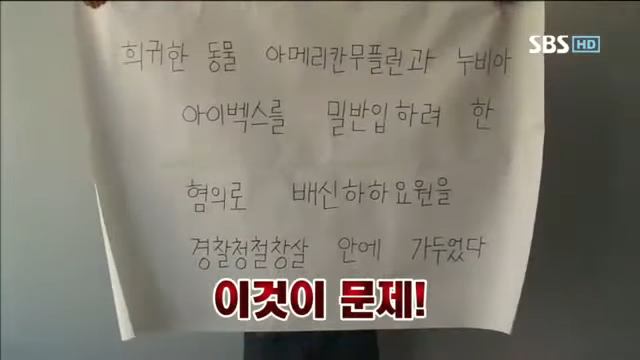 SBS HD
희귀한 동물 아메리칸무플런과 누비아
아이벡스를 밀반입하려 한
혐의로 배신하하요원을
경찰청철창살 안에 가두었다
이것이 문제!